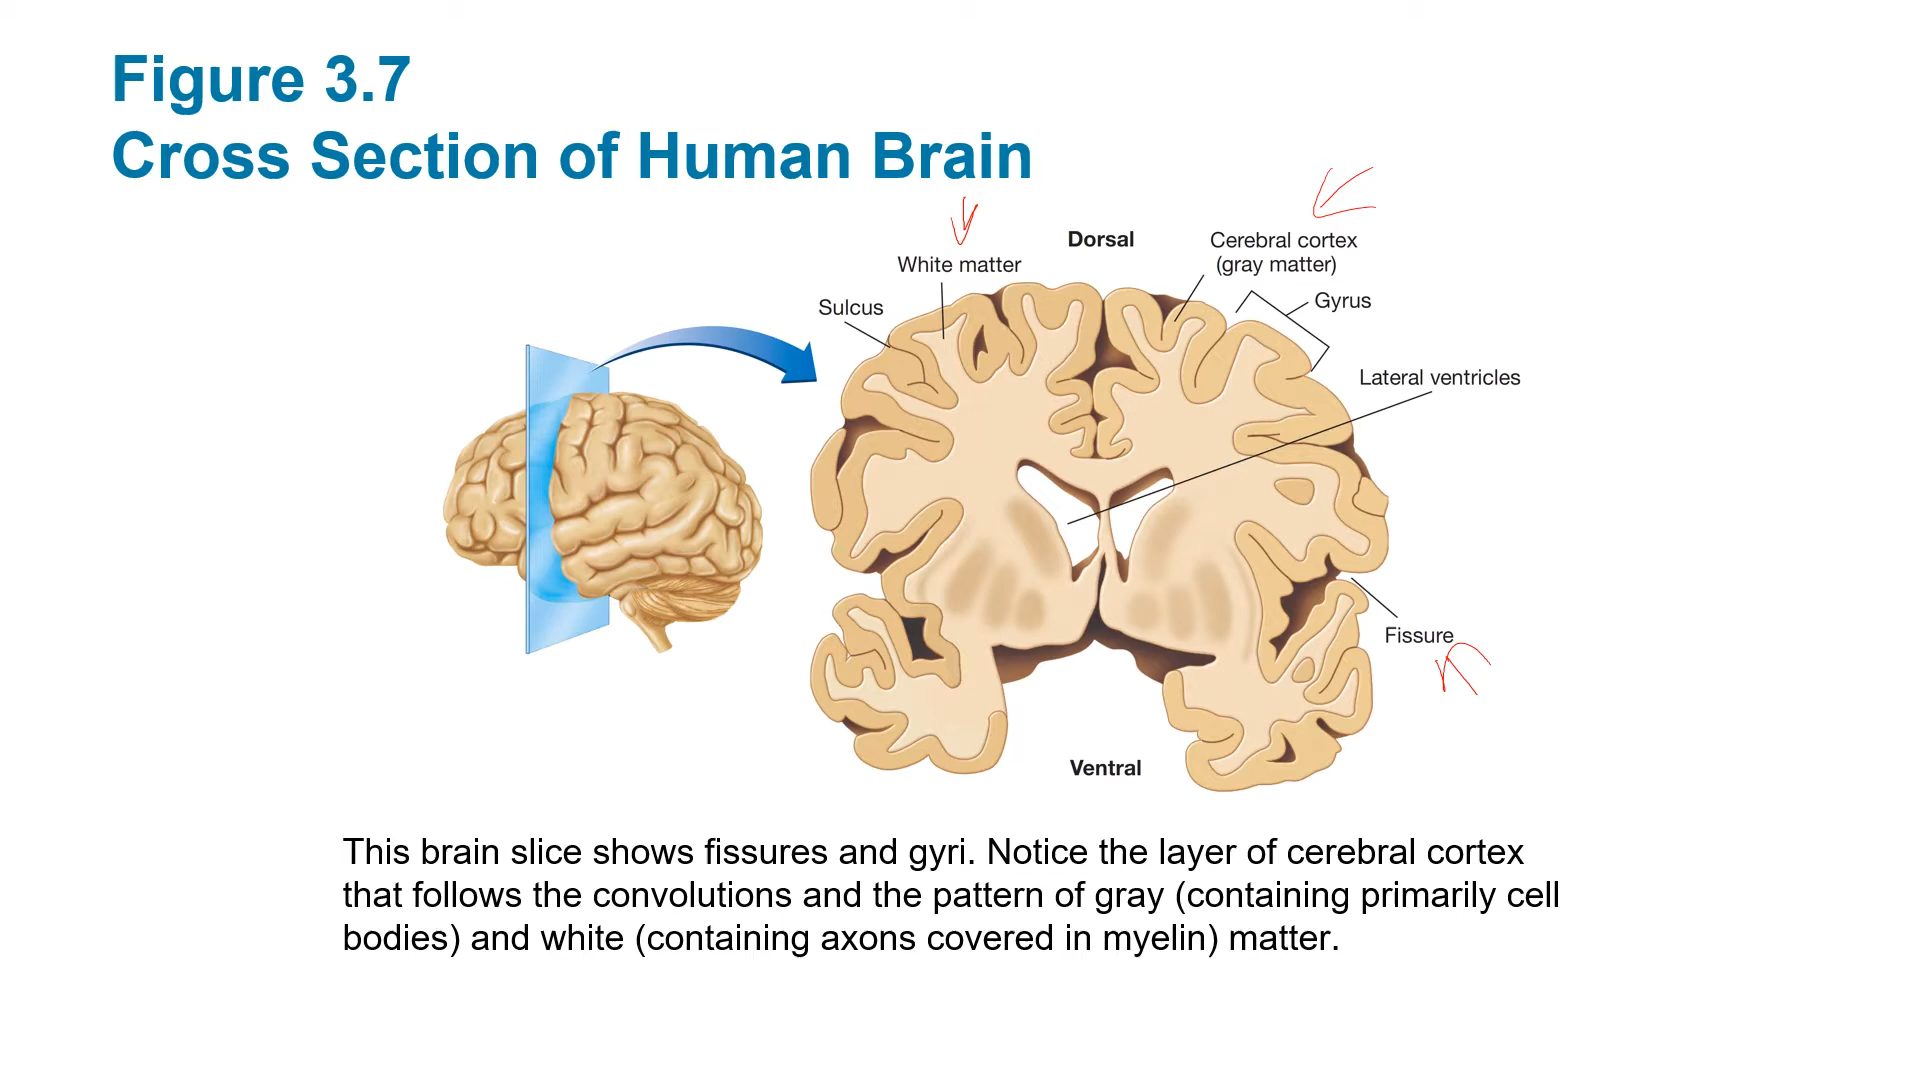 Figure 3.7
Cross Section of Human Brain
Dorsal
Cerebral cortex
(gray matter)
White matter
Gyrus
Sulcus
Lateral ventricles
Fissure
Ventral
This brain slice shows fissures and gyri. Notice the layer of cerebral cortex
that follows the convolutions and the pattern of gray (containing primarily cell
bodies) and white (containing axons covered in myelin) matter.